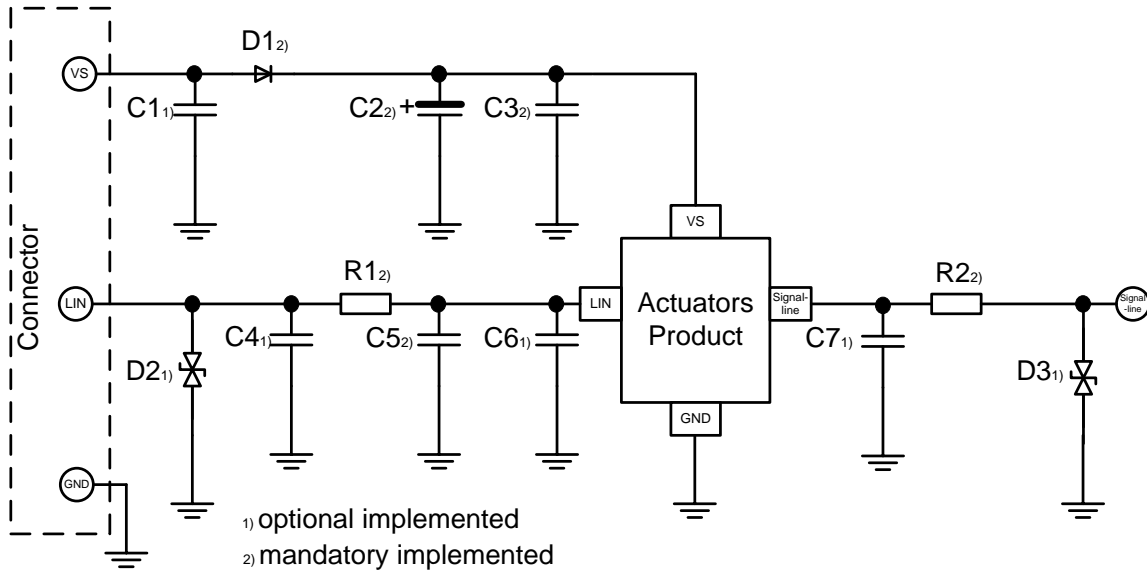 D1 2)
VS
C1 1)
C2 2) +
C3 2)
VS
Connector
LIN
R1 2)
LIN
Actuators
Product
Signal-
line
R2 2)
Signal
-line
C4 1)
C5 2)
C6 1)
C7 1)
D2 1)
D3 1)
GND
GND
1) optional implemented
2) mandatory implemented